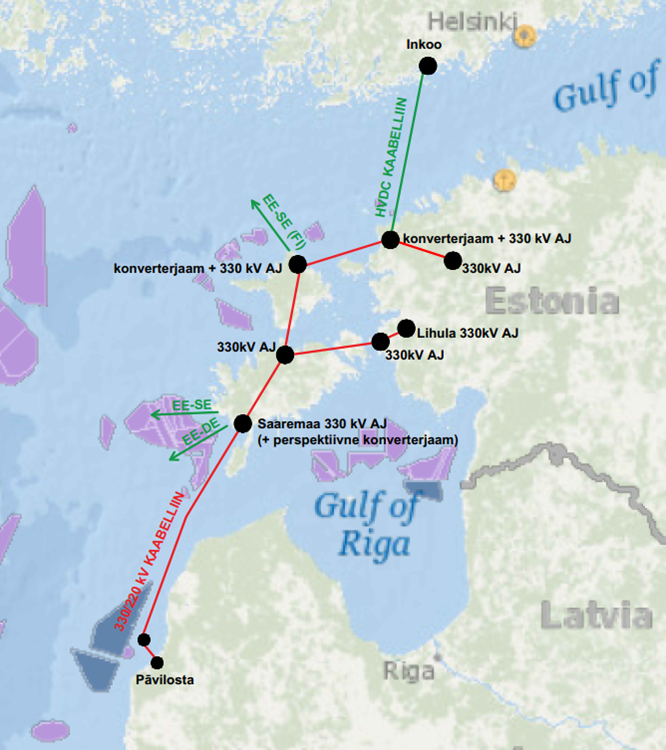 Helsinki
Inkoo
Gulf of
HVDC KAABELLIIN
EE-SE (FI)
konverterjaam + 330 kV AJ
konverterjaam + 330 kV AJ
330kV AJ
Estonia
Lihula 330kV AJ
330kV AJ
330kV AJ
EE-SE
EE-DE
Saaremaa 330 kV AJ
(+ perspektiivne konverterjaam)
Gulf of
Riga
330/220 kV KAABELLIIN
Latvia
Riga
Pāvilosta